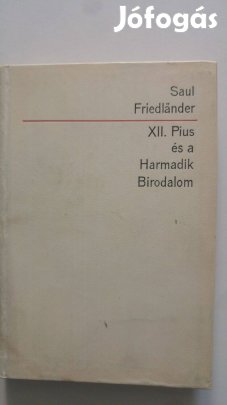 Jófogás
Saul
Friedländer
XII. Pius
és a
Harmadik
Birodalom